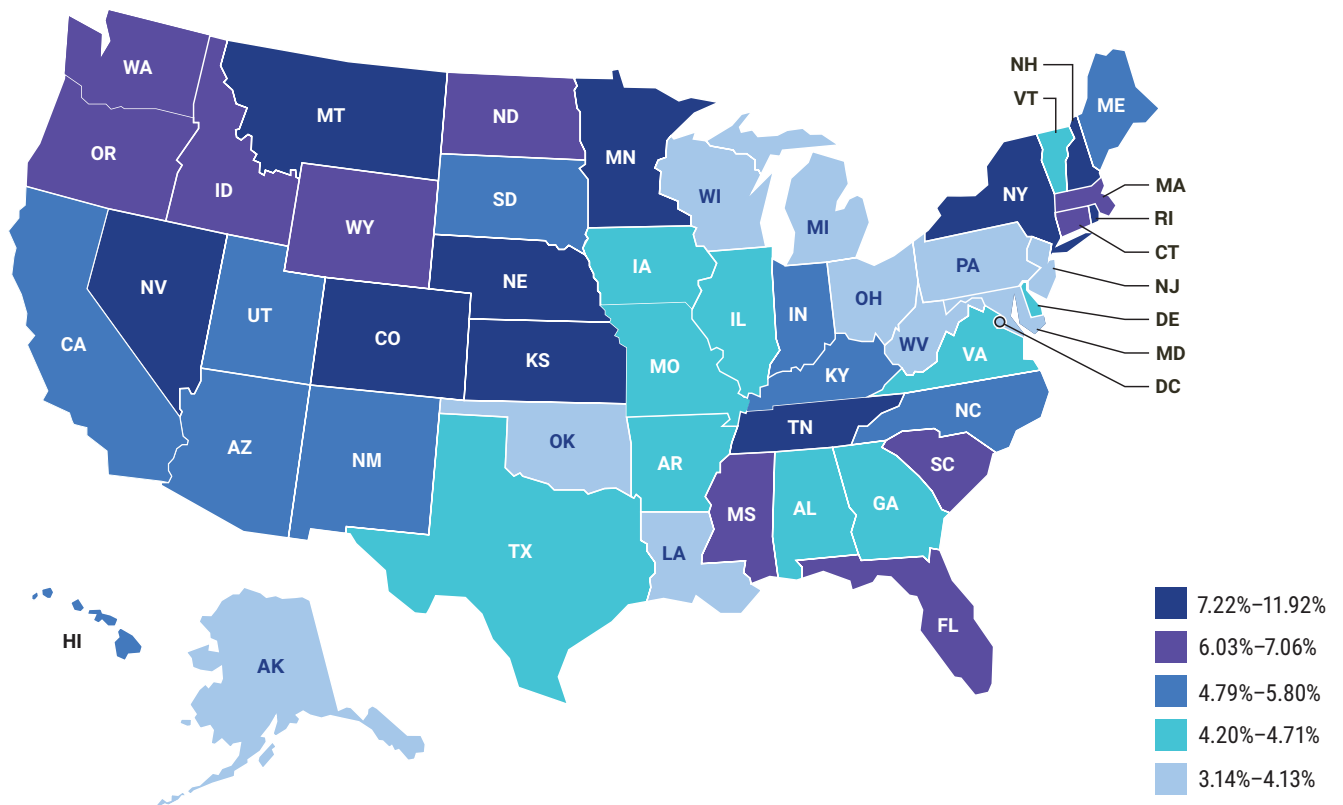 WA
MT
ND
MN
OR
ID
WY
SD
WI
MI
NY
ME
NH
VT
MA
RI
CT
NJ
DE
MD
DC
NV
UT
CO
NE
IA
IL
IN
OH
PA
WV
VA
CA
KS
MO
KY
NC
TN
AZ
NM
OK
AR
SC
MS
AL
GA
TX
LA
FL
HI
AK
7.22%–11.92%
6.03%–7.06%
4.79%–5.80%
4.20%–4.71%
3.14%–4.13%